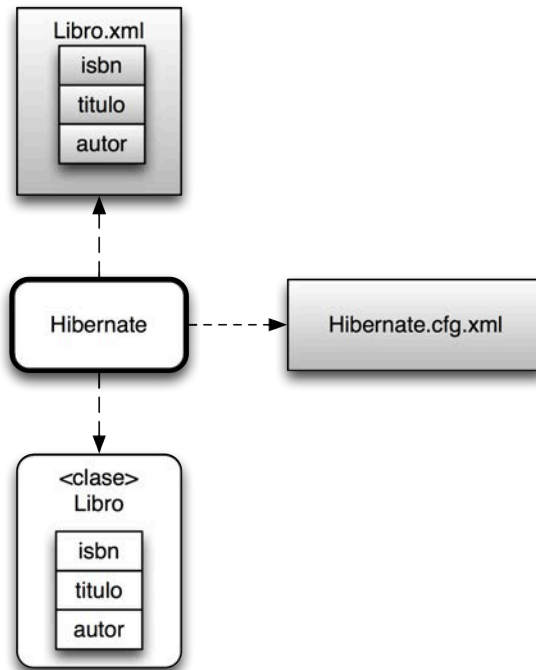 Libro.xml
isbn
titulo
autor
Hibernate
Hibernate.cfg.xml
<clase>
Libro
isbn
titulo
autor